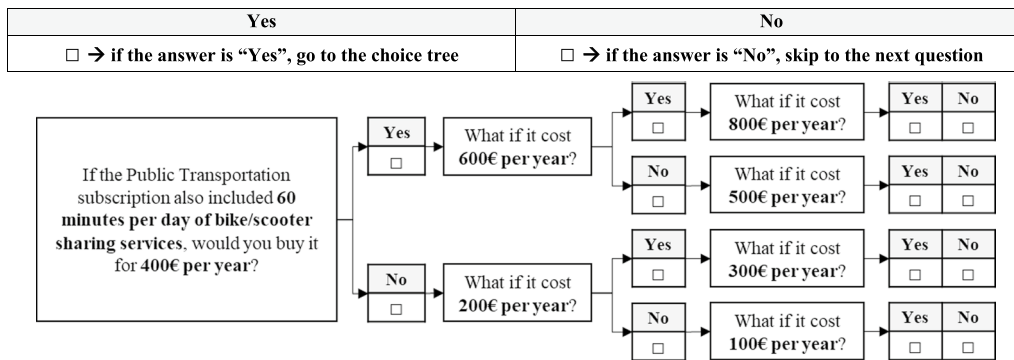 Yes
No
□ → if the answer is “Yes”, go to the choice tree
□ → if the answer is “No”, skip to the next question
If the Public Transportation
subscription also included 60
minutes per day of bike/scooter
sharing services, would you buy it
for 400€ per year?
Yes
□
What if it cost
600€ per year?
Yes
□
What if it cost
800€ per year?
Yes No
□ □
No
□
What if it cost
500€ per year?
Yes No
□ □
No
□
What if it cost
200€ per year?
Yes
□
What if it cost
300€ per year?
Yes No
□ □
No
□
What if it cost
100€ per year?
Yes No
□ □